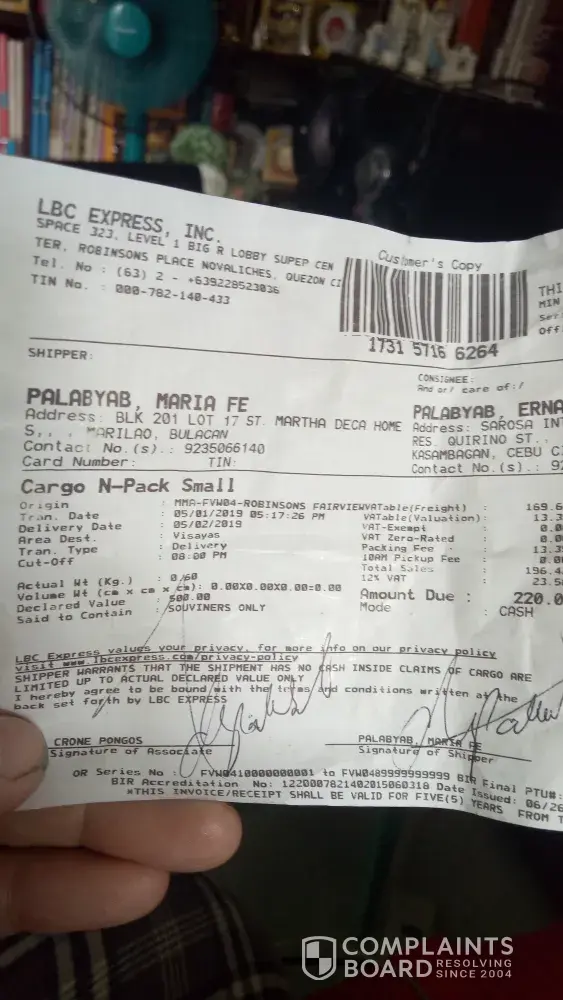 LBC EXPRESS, INC.
SPACE 323, LEVEL 1 BIG R LOBBY SUPER CEN
TER, ROBINSONS PLACE NOVALICHES, QUEZON CI
Tel. No : (63) 2 - +639228523036
TIN No. : 000-782-140-433
Customer's Copy
1731 5716 6264
THI
MIN
Ser
Off
SHIPPER:
PALABYAB, MARIA FE
Address: BLK 201 LOT 17 ST. MARTHA DECA HOME
S, , , MARILAO, BULACAN
Contact No.(s).: 9235066140
Card Number: TIN:
CONSIGNEE:
And or/ care of:/
PALABYAB, ERNA
Address: SAROSA INT
RES. QUIRINO ST.,
KASAMBAGAN, CEBU C
Contact No.(s).: 92
Cargo N-Pack Small
Origin : MMA-FVW04-ROBINSONS FAIRVIEW
Tran. Date : 05/01/2019 05:17:26 PM
Delivery Date : 05/02/2019
Area Dest. : Visayas
Tran. Type : Delivery
Cut-Off : 08:00 PM
VATable(Freight) : 169.6
VATable(Valuation): 13.3
VAT-Exempt : 0.0
VAT Zero-Rated : 0.0
Packing Fee : 13.3
10AM Pickup Fee : 0.0
Total Sales : 196.4
12% VAT : 23.5
Amount Due : 220.0
Mode : CASH
Actual Wt (Kg.) : 0.60
Volume Wt (cm x cm x cm): 0.00X0.00X0.00=0.00
Declared Value : 500.00
Said to Contain : SOUVINERS ONLY
LBC Express values your privacy, for more info on our privacy policy
visit www.lbcexpress.com/privacy-policy
SHIPPER WARRANTS THAT THE SHIPMENT HAS NO CASH INSIDE CLAIMS OF CARGO ARE
LIMITED UP TO ACTUAL DECLARED VALUE ONLY
I hereby agree to be bound with the terms and conditions written at the
back set forth by LBC EXPRESS
CRONE PONGOS
Signature of Associate
PALABYAB, MARIA FE
Signature of Shipper
OR Series No : FVW0410000000001 to FVW0489999999999 BIR Final PTU#:
BIR Accreditation No: 1220007821402015060318 Date Issued: 06/26
*THIS INVOICE/RECEIPT SHALL BE VALID FOR FIVE(5) YEARS FROM T
COMPLAINTS
BOARD RESOLVING
SINCE 2004